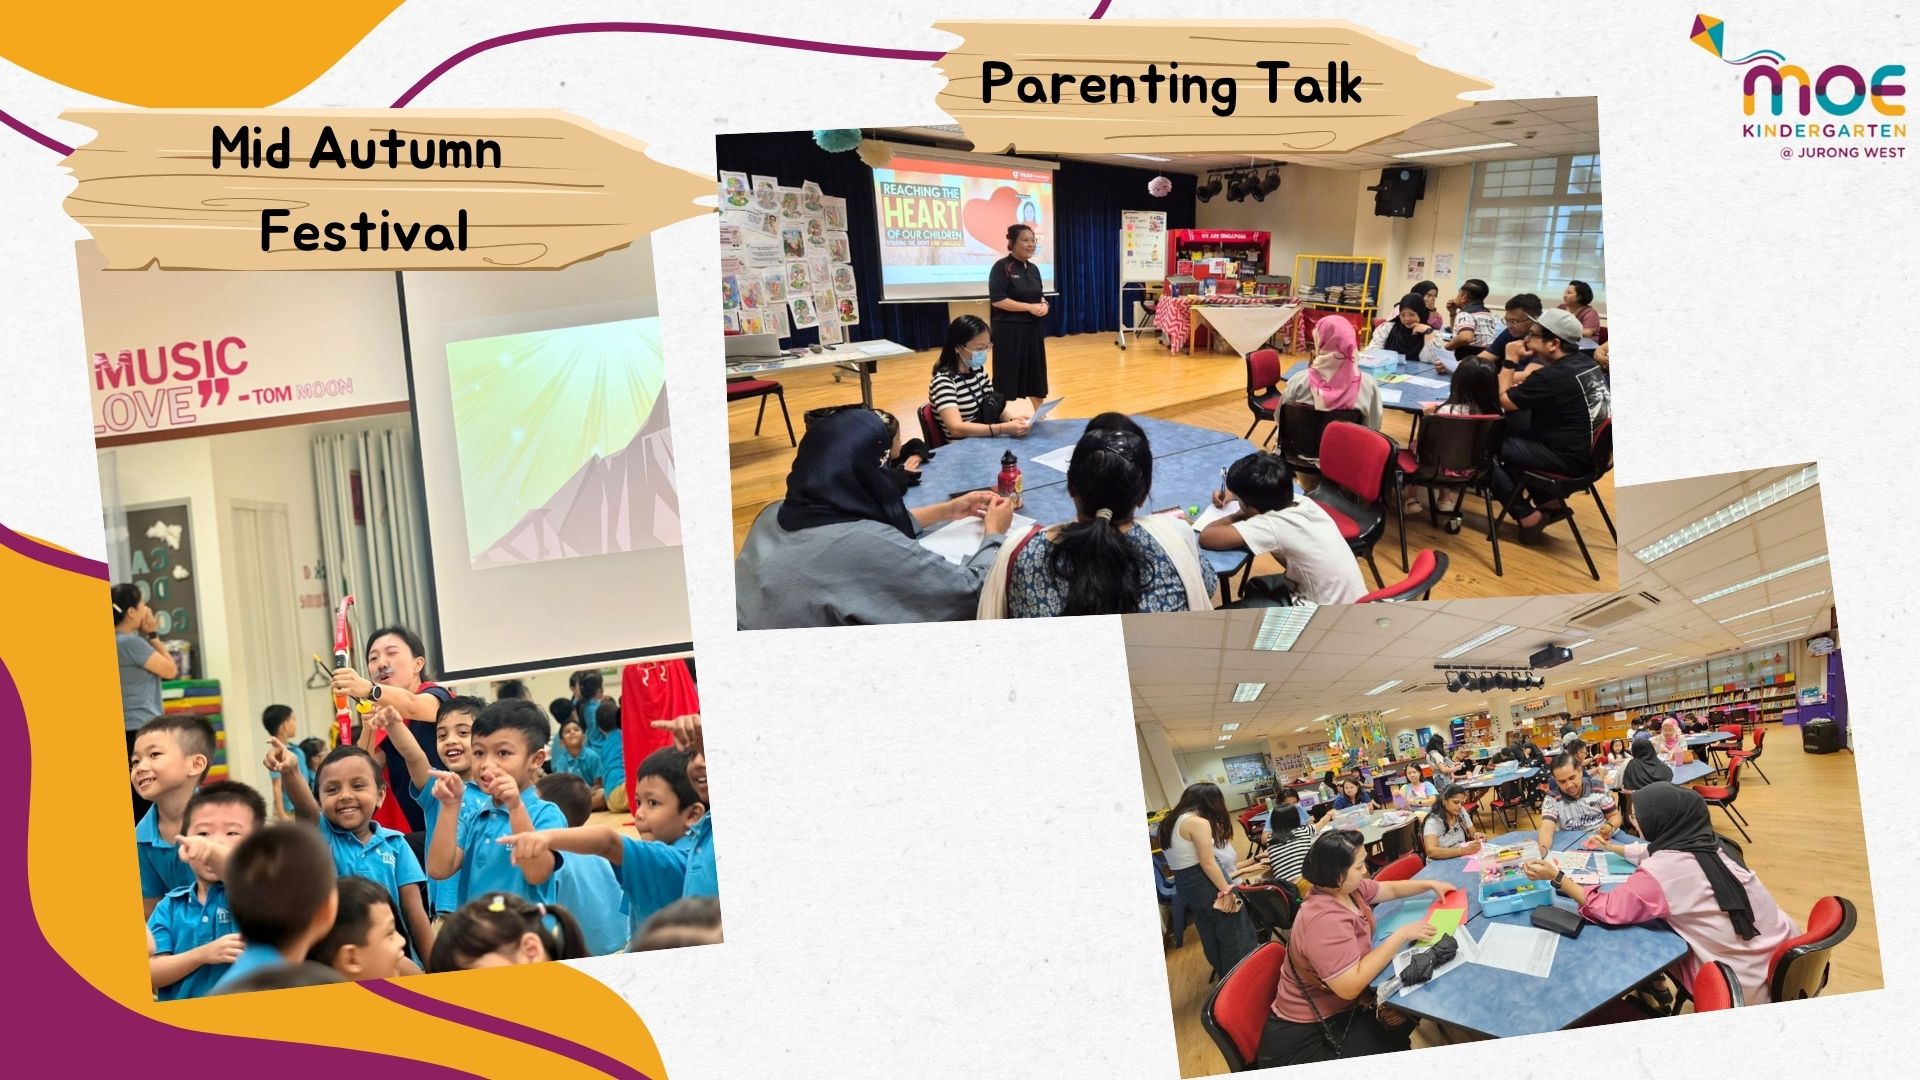 Mid Autumn
Festival
Parenting Talk
MOE
KINDERGARTEN
@ JURONG WEST
MUSIC
LOVE” - TOM MOON
REACHING THE
HEART
OF OUR CHILDREN
WE ARE SINGAPORE